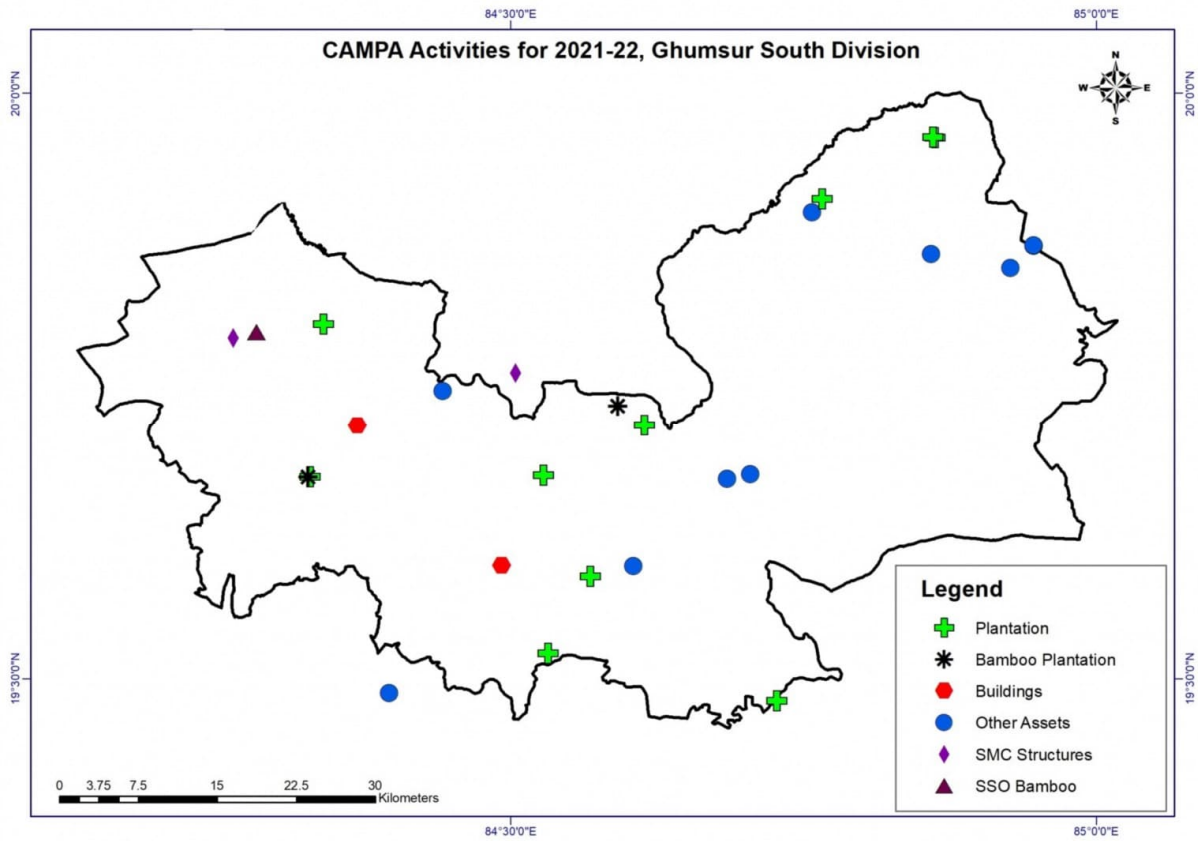 84°30'0"E
85°0'0"E
CAMPA Activities for 2021-22, Ghumsur South Division
N
W
E
S
20°0'0"N
20°0'0"N
19°30'0"N
19°30'0"N
Legend
Plantation
Bamboo Plantation
Buildings
Other Assets
SMC Structures
SSO Bamboo
0 3.75 7.5 15 22.5 30
Kilometers
84°30'0"E
85°0'0"E